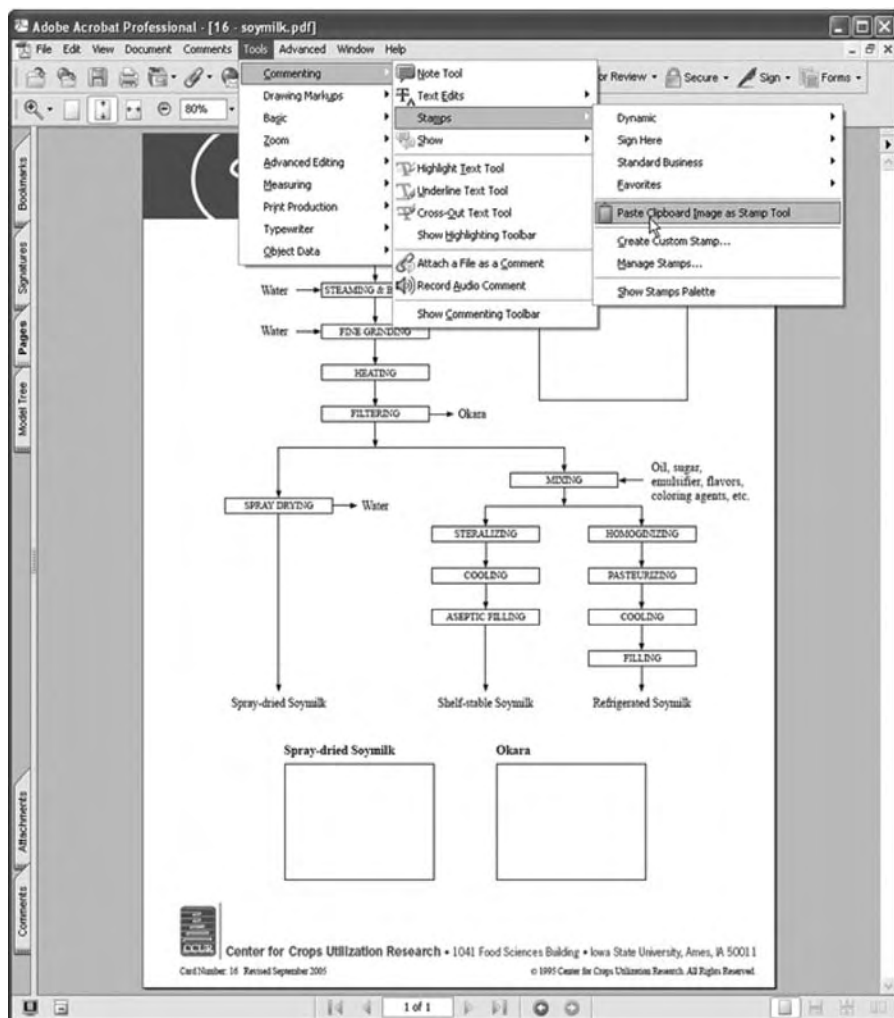 Adobe Acrobat Professional - [16 - soymilk.pdf]
File Edit View Document Comments Tools Advanced Window Help
or Review Secure Sign Forms
80%
Commenting
Drawing Markups
Basic
Zoom
Advanced Editing
Measuring
Print Production
Typewriter
Object Data
Note Tool
Text Edits
Stamps
Show
Highlight Text Tool
Underline Text Tool
Cross-Out Text Tool
Show Highlighting Toolbar
Attach a File as a Comment
Record Audio Comment
Show Commenting Toolbar
Dynamic
Sign Here
Standard Business
Favorites
Paste Clipboard Image as Stamp Tool
Create Custom Stamp...
Manage Stamps...
Show Stamps Palette
Bookmarks
Signatures
Pages
Model Tree
Attachments
Comments
Water STEAMING & B
Water FINE GRINDING
HEATING
FILTERING Okara
MIXING
Oil, sugar,
emulsifier, flavors,
coloring agents, etc.
SPRAY DRYING Water
STERALIZING HOMOGINIZING
COOLING PASTEURIZING
ASEPTIC FILLING COOLING
FILLING
Spray-dried Soymilk Shelf-stable Soymilk Refrigerated Soymilk
Spray-dried Soymilk Okara
CCUR
Center for Crops Utilization Research • 1041 Food Sciences Building • Iowa State University, Ames, IA 50011
Card Number: 16 Revised September 2005 © 1995 Center for Crops Utilization Research. All Rights Reserved.
1 of 1